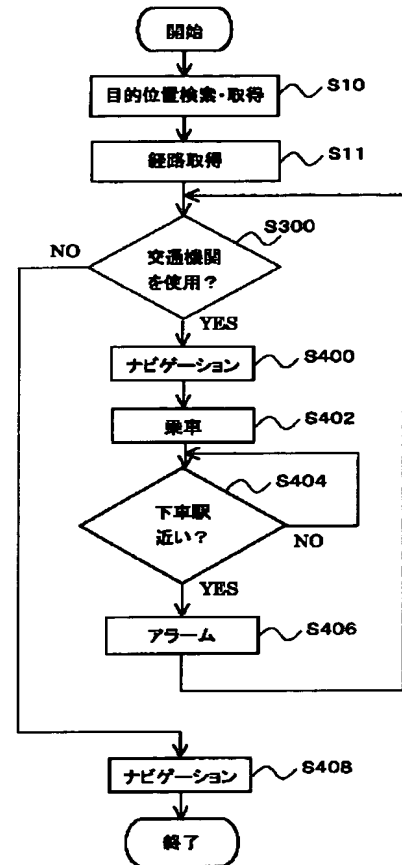 開始
目的位置検索・取得
S10
経路取得
S11
S300
NO
交通機関
を使用?
YES
ナビゲーション
S400
乗車
S402
S404
下車駅
近い?
NO
YES
アラーム
S406
ナビゲーション
S408
終了